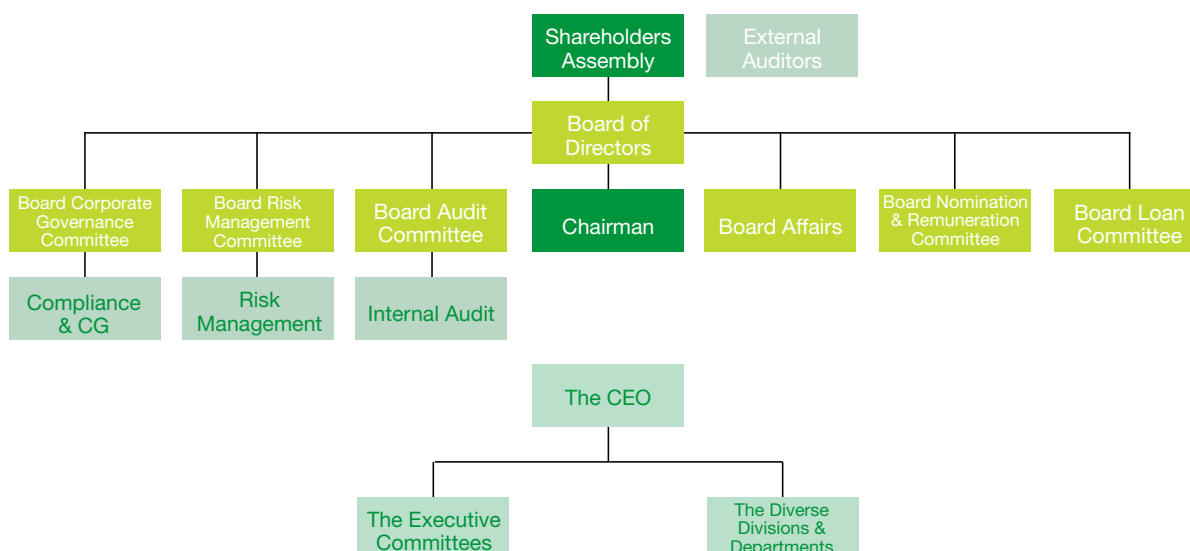 Shareholders
Assembly
External
Auditors
Board of
Directors
Board Corporate
Governance
Committee
Board Risk
Management
Committee
Board Audit
Committee
Chairman
Board Affairs
Board Nomination
& Remuneration
Committee
Board Loan
Committee
Compliance
& CG
Risk
Management
Internal Audit
The CEO
The Executive
Committees
The Diverse
Divisions &
Departments